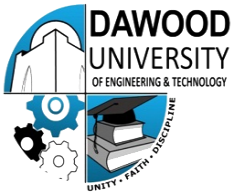 DAWOOD
UNIVERSITY
OF ENGINEERING & TECHNOLOGY
UNITY • FAITH • DISCIPLINE